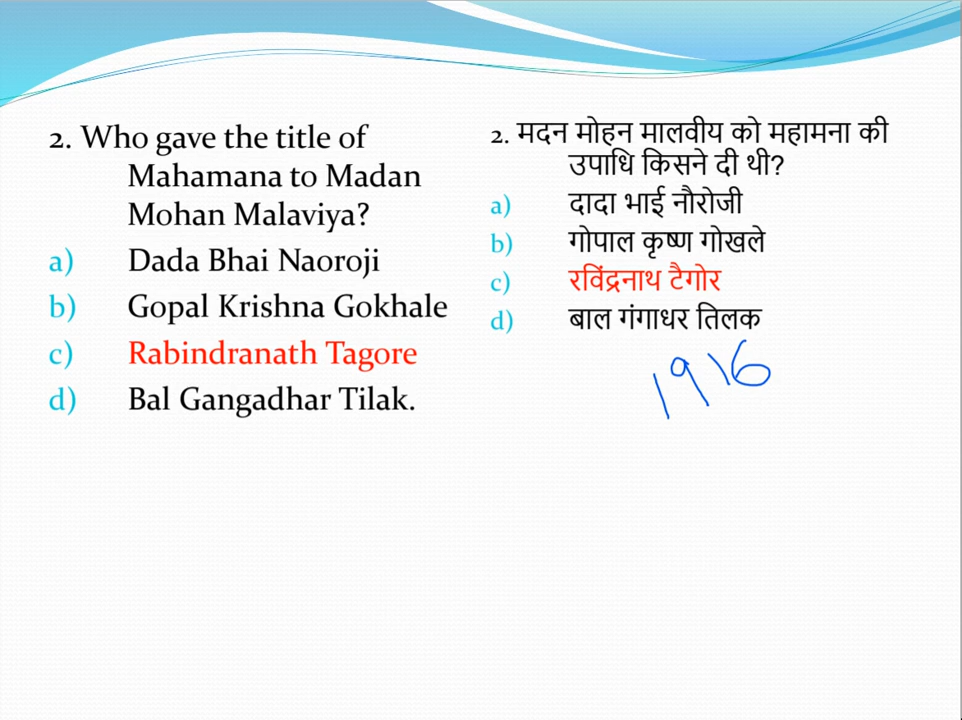 2. Who gave the title of
Mahamana to Madan
Mohan Malaviya?
a) Dada Bhai Naoroji
b) Gopal Krishna Gokhale
c) Rabindranath Tagore
d) Bal Gangadhar Tilak.
2. मदन मोहन मालवीय को महामना की
उपाधि किसने दी थी?
a) दादा भाई नौरोजी
b) गोपाल कृष्ण गोखले
c) रविंद्रनाथ टैगोर
d) बाल गंगाधर तिलक
1916